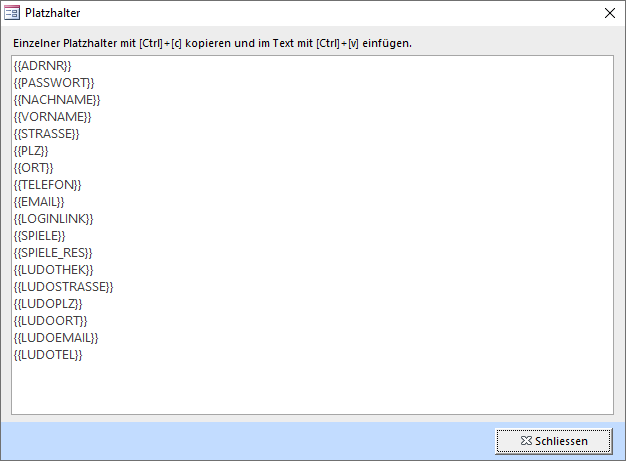 Platzhalter
Einzelner Platzhalter mit [Ctrl]+[c] kopieren und im Text mit [Ctrl]+[v] einfügen.
{{ADRNR}}
{{PASSWORT}}
{{NACHNAME}}
{{VORNAME}}
{{STRASSE}}
{{PLZ}}
{{ORT}}
{{TELEFON}}
{{EMAIL}}
{{LOGINLINK}}
{{SPIELE}}
{{SPIELE_RES}}
{{LUDOTHEK}}
{{LUDOSTRASSE}}
{{LUDOPLZ}}
{{LUDOORT}}
{{LUDOEMAIL}}
{{LUDOTEL}}
Schliessen